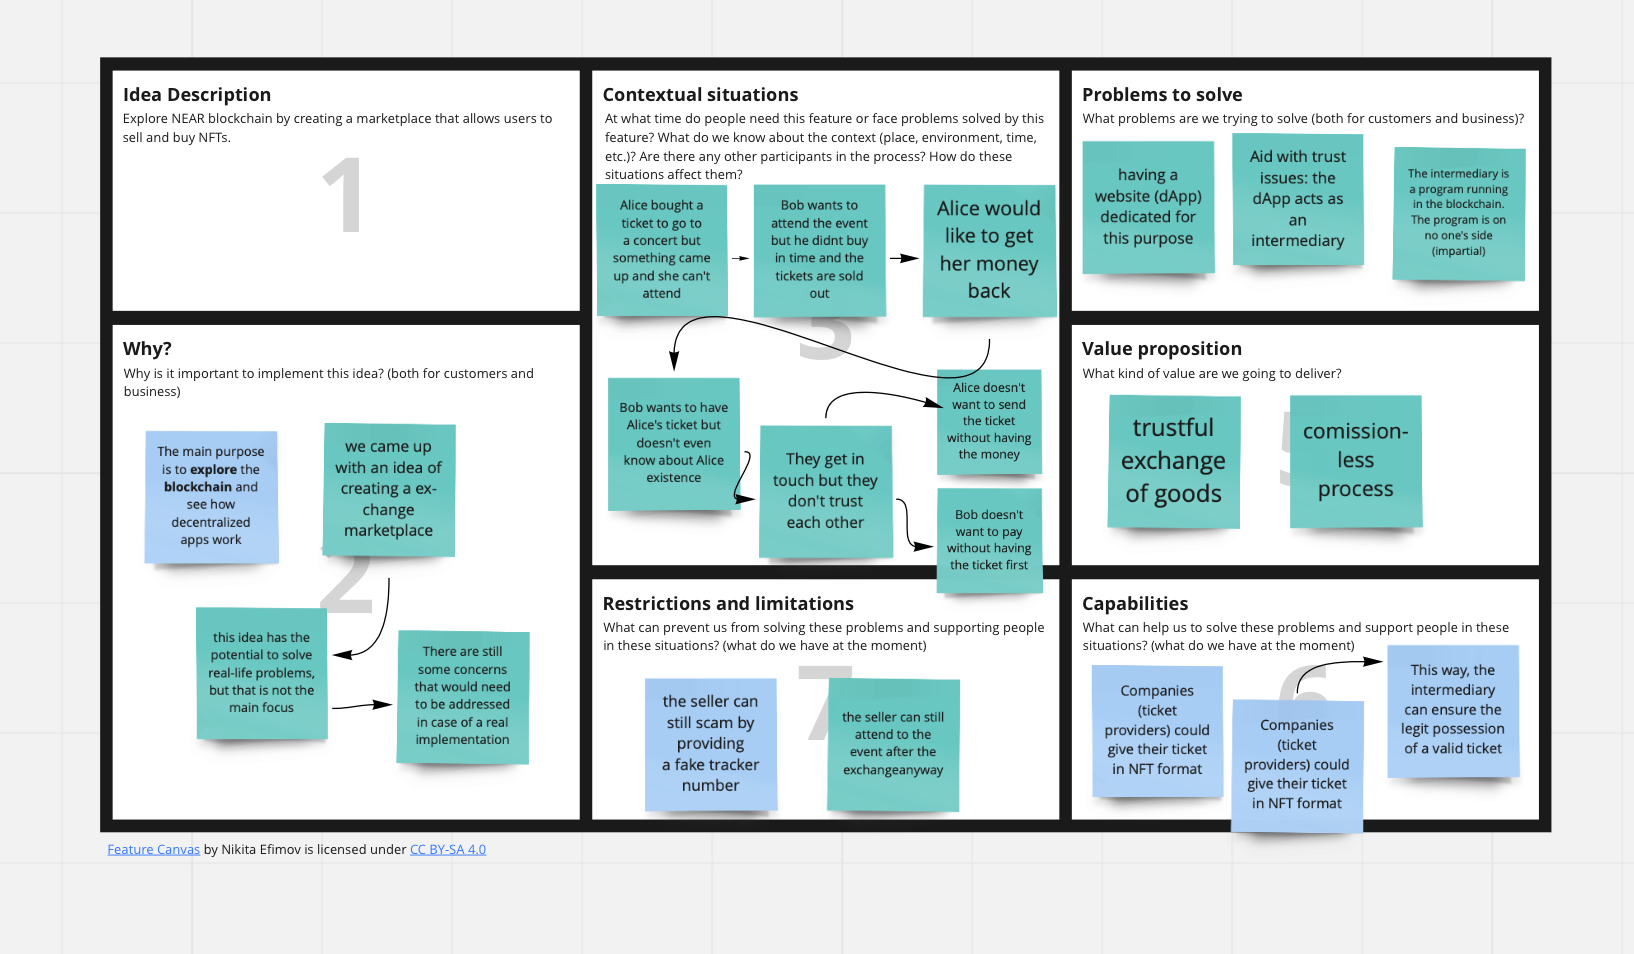 Idea Description
Explore NEAR blockchain by creating a marketplace that allows users to
sell and buy NFTs.
1
Why?
Why is it important to implement this idea? (both for customers and
business)
The main purpose
is to explore the
blockchain and
see how
decentralized
apps work
we came up
with an idea of
creating a ex-
change
marketplace
2
this idea has the
potential to solve
real-life problems,
but that is not the
main focus
There are still
some concerns
that would need
to be addressed
in case of a real
implementation
Contextual situations
At what time do people need this feature or face problems solved by this
feature? What do we know about the context (place, environment, time,
etc.)? Are there any other participants in the process? How do these
situations affect them?
Alice bought a
ticket to go to
a concert but
something came
up and she can't
attend
Bob wants to
attend the event
but he didnt buy
in time and the
tickets are sold
out
Alice would
like to get
her money
back
3
Bob wants to have
Alice's ticket but
doesn't even
know about Alice
existence
They get in
touch but they
don't trust
each other
Alice doesn't
want to send
the ticket
without having
the money
Bob doesn't
want to pay
without having
the ticket first
Restrictions and limitations
What can prevent us from solving these problems and supporting people
in these situations? (what do we have at the moment)
7
the seller can
still scam by
providing
a fake tracker
number
the seller can still
attend to the
event after the
exchangeanyway
Problems to solve
What problems are we trying to solve (both for customers and business)?
having a
website (dApp)
dedicated for
this purpose
Aid with trust
issues: the
dApp acts as
an
intermediary
The intermediary is
a program running
in the blockchain.
The program is on
no one's side
(impartial)
Value proposition
What kind of value are we going to deliver?
trustful
exchange
of goods
5
comission-
less
process
Capabilities
What can help us to solve these problems and support people in these
situations? (what do we have at the moment)
6
Companies
(ticket
providers) could
give their ticket
in NFT format
Companies
(ticket
providers) could
give their ticket
in NFT format
This way, the
intermediary
can ensure the
legit possession
of a valid ticket
Feature Canvas by Nikita Efimov is licensed under CC BY-SA 4.0